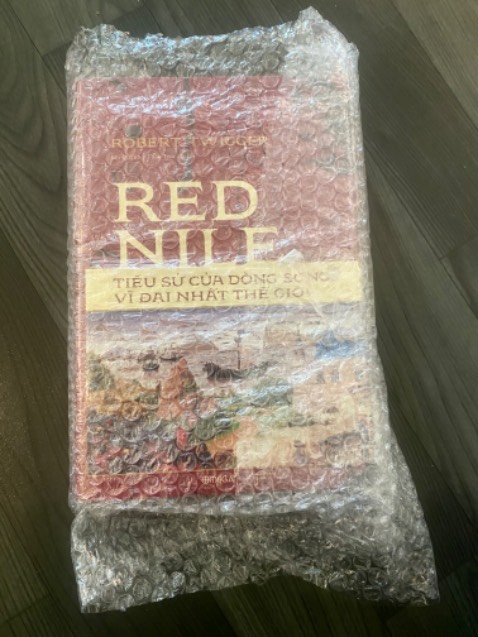 ROBERT TWIGGER
RED
NILE
TIỂU SỬ CỦA DÒNG SÔNG
VĨ ĐẠI NHẤT THẾ GIỚI